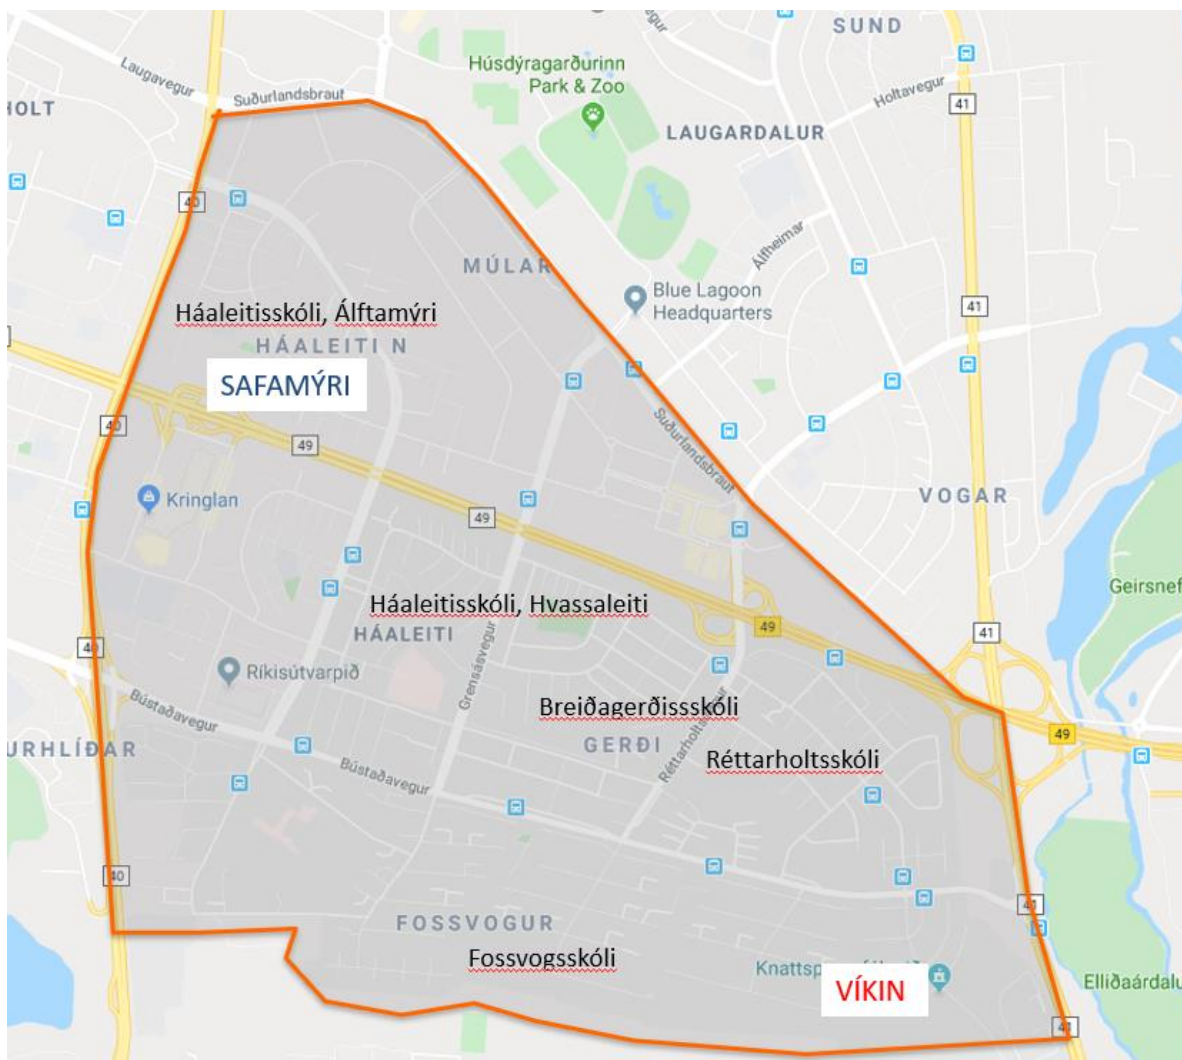 SUND
Laugavegur
Suðurlandsbraut
Húsdýragarðurinn
Park & Zoo
Holtavegur
41
HOLT
LAUGARDALUR
40
Álfheimar
MÚLAR
Blue Lagoon
Headquarters
41
Háaleitisskóli, Álftamýri
HÁALEITI N
SAFAMÝRI
40
49
Suðurlandsbraut
Kringlan
49
VOGAR
Geirsnef
Háaleitisskóli, Hvassaleiti
HÁALEITI
49
41
40
Grensásvegur
Ríkisútvarpið
Bústaðavegur
Breiðagerðissskóli
GERÐI
Réttarholtsvegur
49
URHLÍÐAR
Bústaðavegur
Réttarholtsskóli
40
41
FOSSVOGUR
Fossvogsskóli
VÍKIN
Elliðaárdalu
41